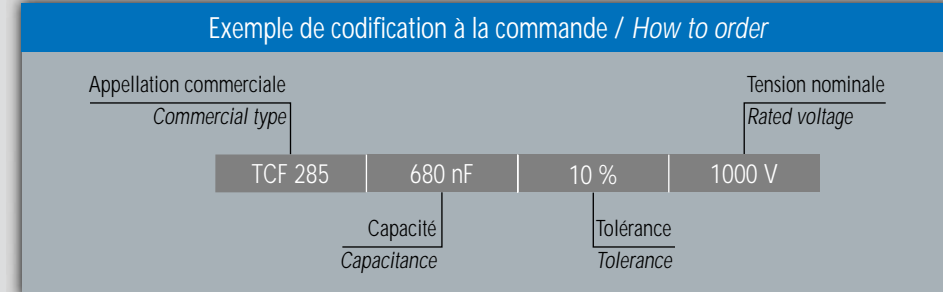 Exemple de codification à la commande / How to order
Appellation commerciale
Commercial type
Tension nominale
Rated voltage
TCF 285 680 nF 10 % 1000 V
Capacité
Capacitance
Tolérance
Tolerance